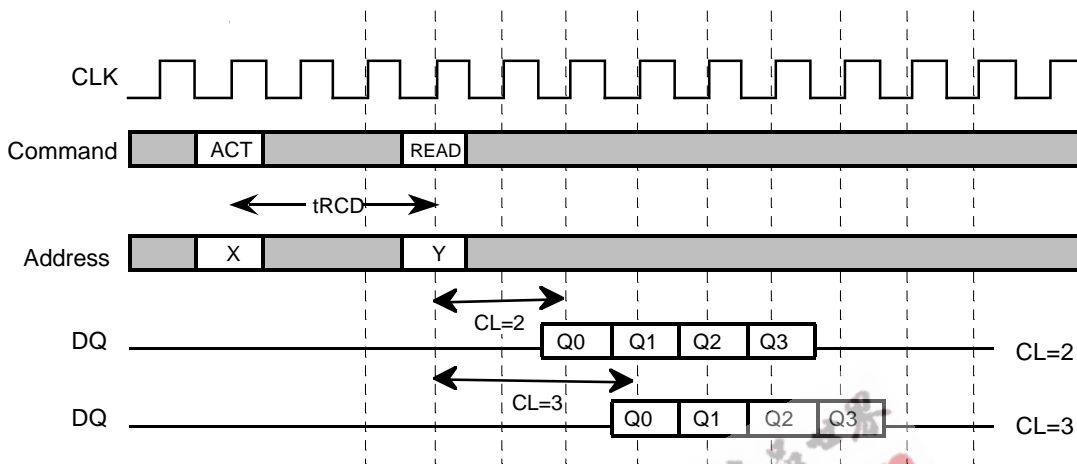 CLK
Command ACT READ
tRCD
Address X Y
CL=2
DQ Q0 Q1 Q2 Q3 CL=2
CL=3
DQ Q0 Q1 Q2 Q3 CL=3